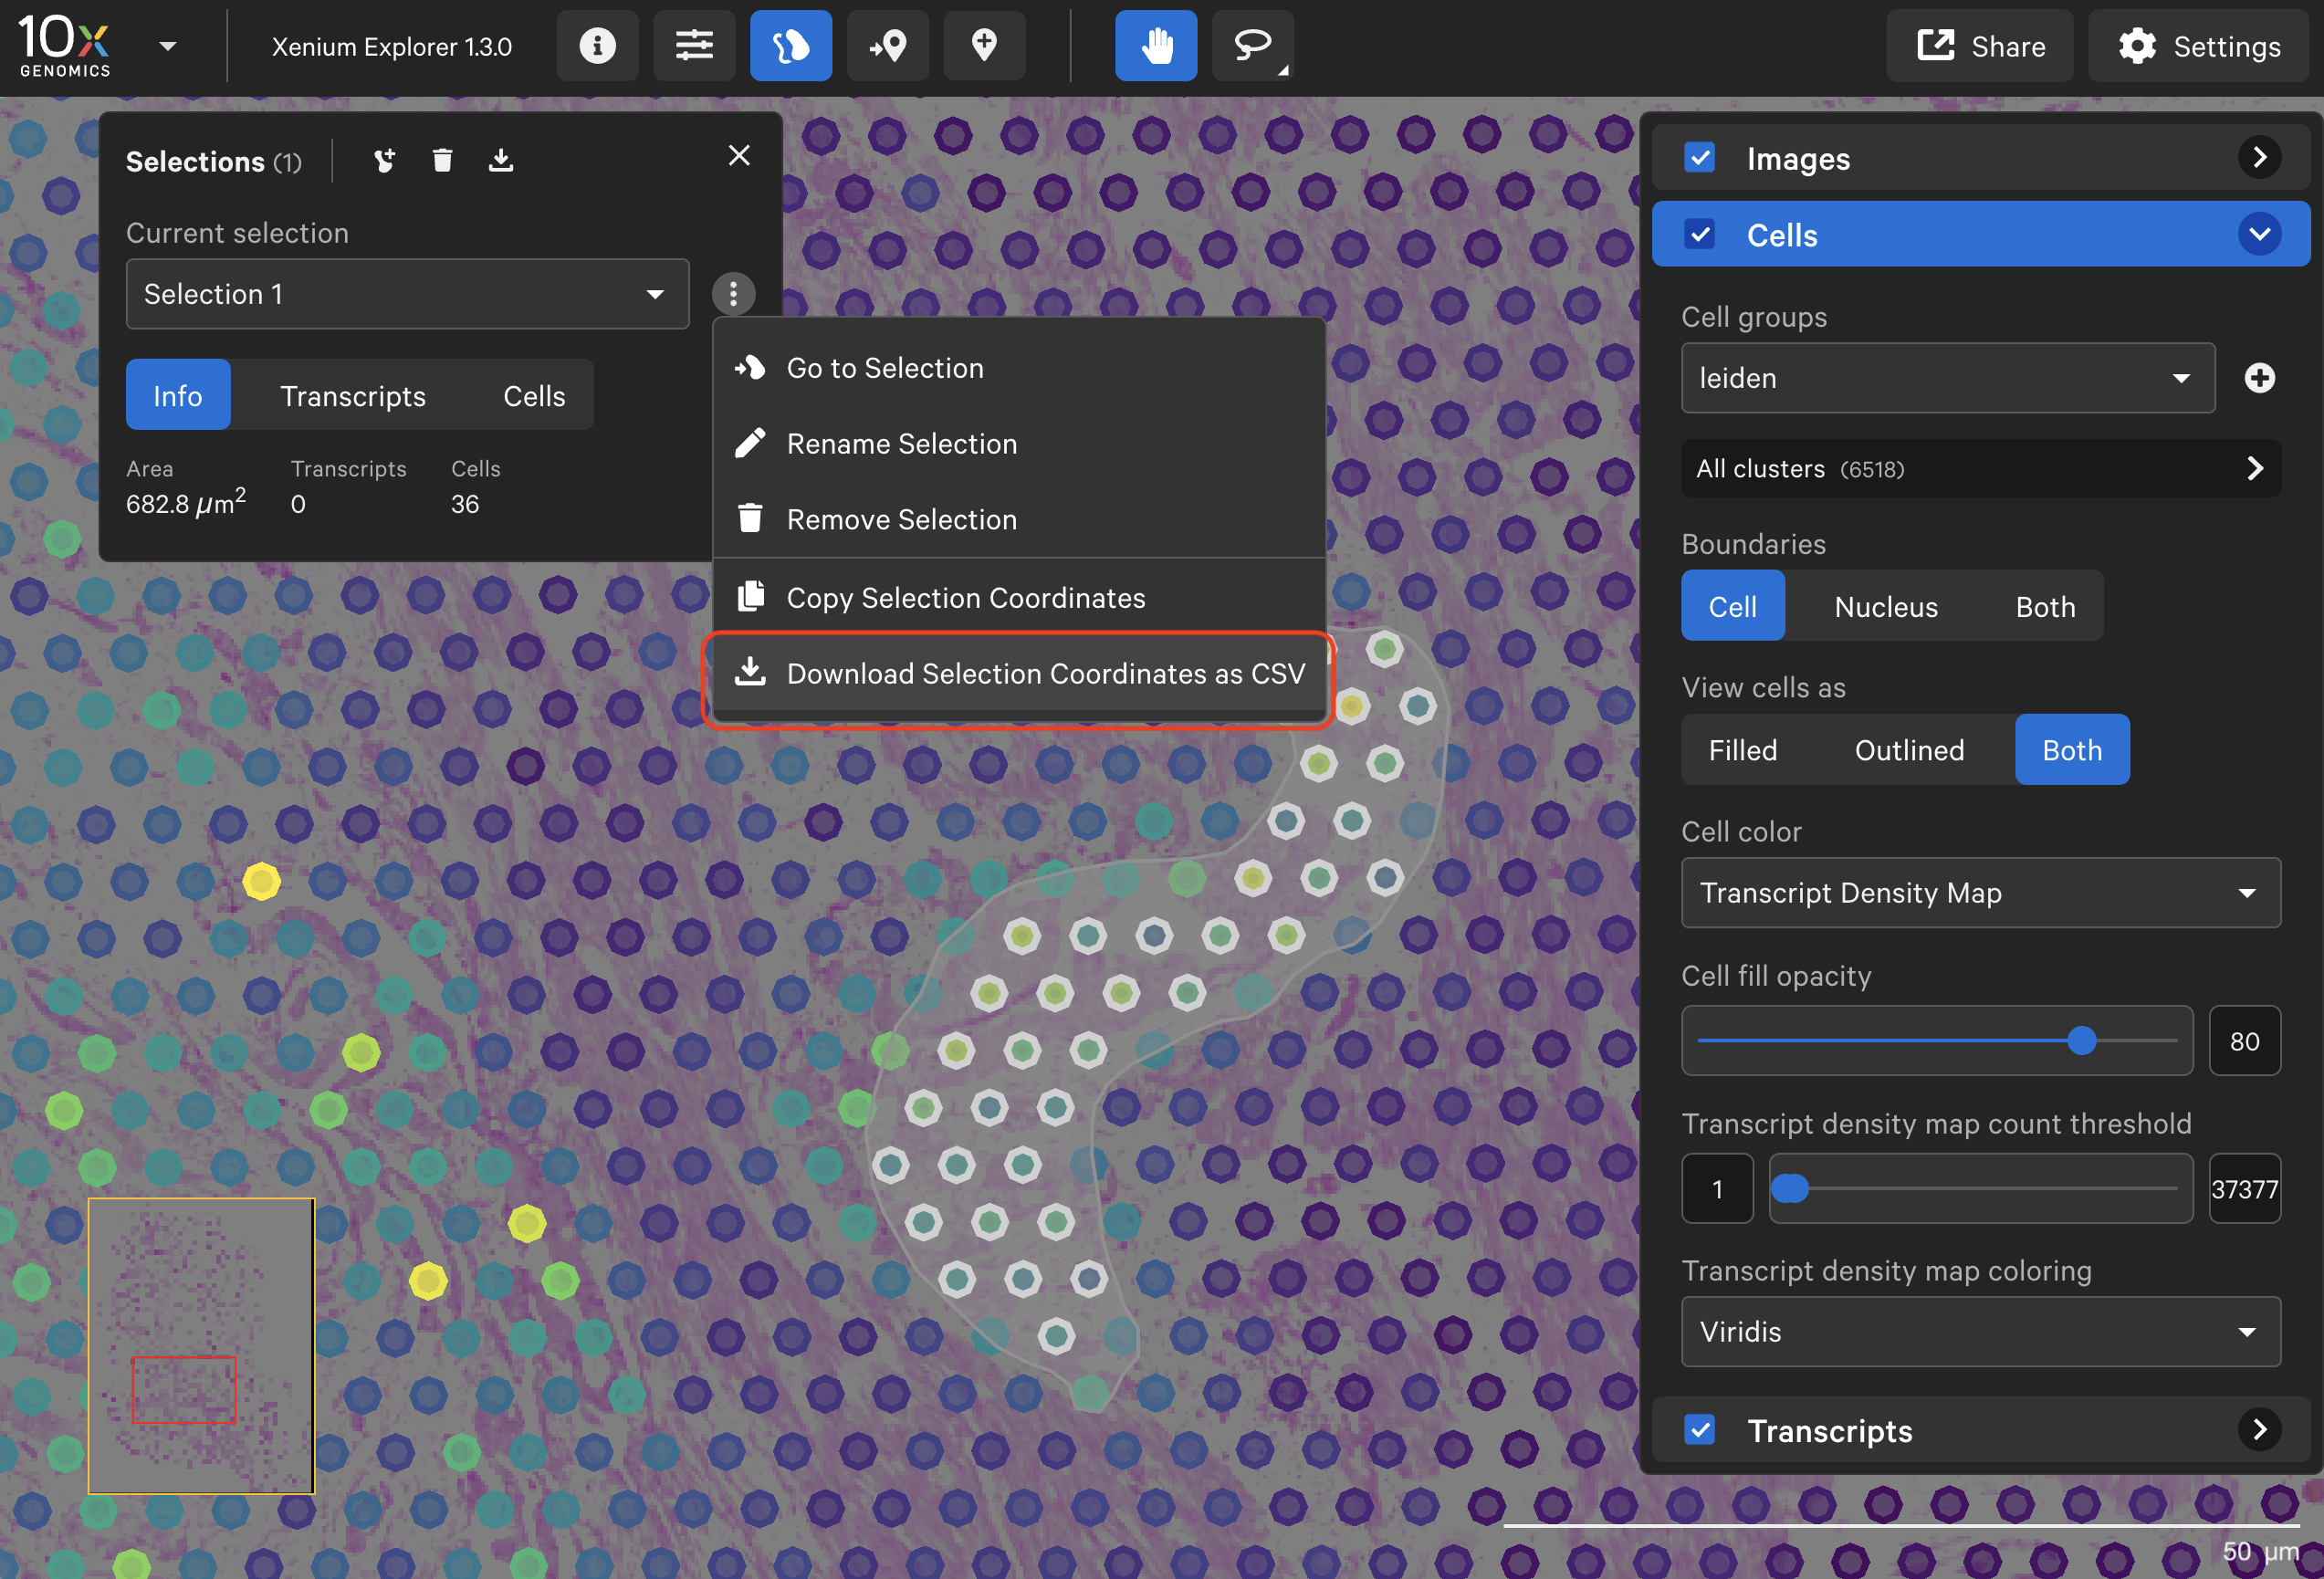 10x
GENOMICS
Xenium Explorer 1.3.0
Share
Settings
Selections (1)
Current selection
Selection 1
Info
Transcripts
Cells
Area
Transcripts
Cells
682.8 μm²
0
36
Go to Selection
Rename Selection
Remove Selection
Copy Selection Coordinates
Download Selection Coordinates as CSV
Images
Cells
Cell groups
leiden
All clusters (6518)
Boundaries
Cell
Nucleus
Both
View cells as
Filled
Outlined
Both
Cell color
Transcript Density Map
Cell fill opacity
80
Transcript density map count threshold
1
37377
Transcript density map coloring
Viridis
Transcripts
50 μm